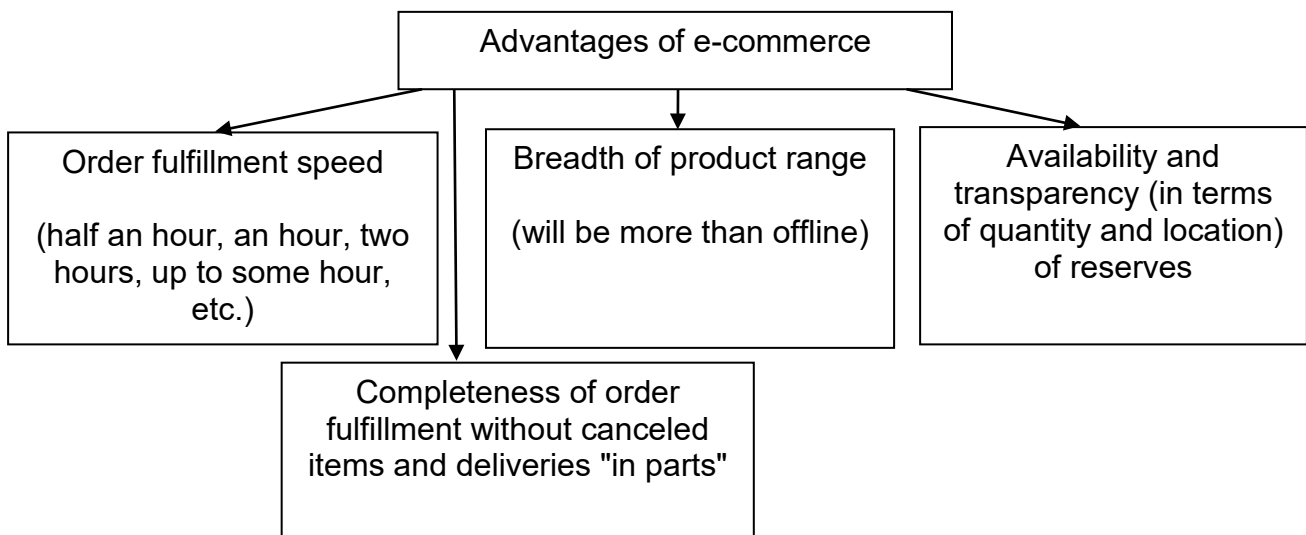 Advantages of e-commerce
Order fulfillment speed
(half an hour, an hour, two
hours, up to some hour,
etc.)
Breadth of product range
(will be more than offline)
Availability and
transparency (in terms
of quantity and location)
of reserves
Completeness of order
fulfillment without canceled
items and deliveries "in parts"